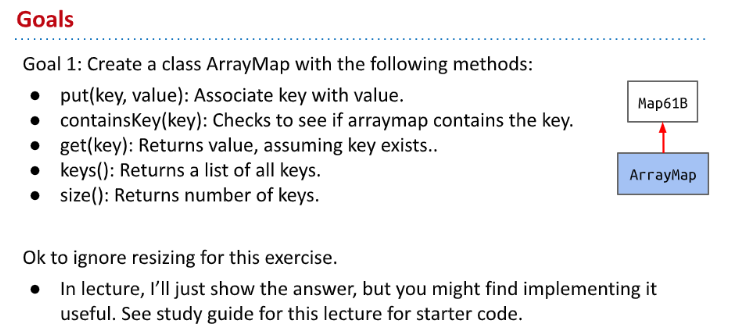 Goals
Goal 1: Create a class ArrayMap with the following methods:
● put(key, value): Associate key with value.
● containsKey(key): Checks to see if arraymap contains the key.
● get(key): Returns value, assuming key exists..
● keys(): Returns a list of all keys.
● size(): Returns number of keys.
Map61B
ArrayMap
Ok to ignore resizing for this exercise.
● In lecture, I'll just show the answer, but you might find implementing it
useful. See study guide for this lecture for starter code.